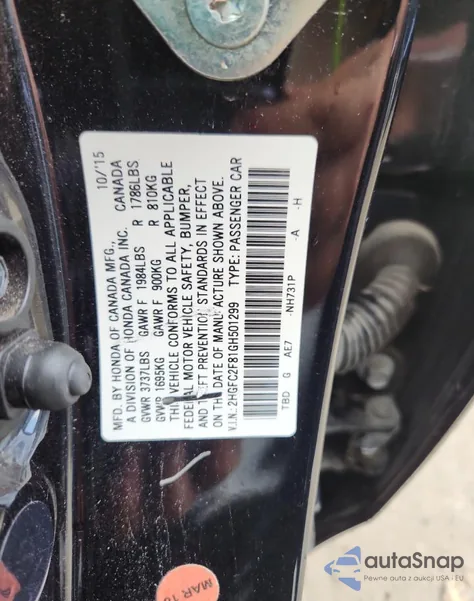 MFD. BY HONDA OF CANADA MFG. 10/'15
A DIVISION OF HONDA CANADA INC. CANADA
GVWR 3737LBS GAWR F 1984LBS R 1786LBS
GVWR 1695KG GAWR F 900KG R 810KG
THIS VEHICLE CONFORMS TO ALL APPLICABLE
FEDERAL MOTOR VEHICLE SAFETY, BUMPER,
AND THEFT PREVENTION STANDARDS IN EFFECT
ON THE DATE OF MANUFACTURE SHOWN ABOVE.
V.I.N.: 2HGFC2F81GH501299 TYPE: PASSENGER CAR
TBD G AE7 -NH731P -A -H
MAR
autoSnap
Pewne auta z USA i EU